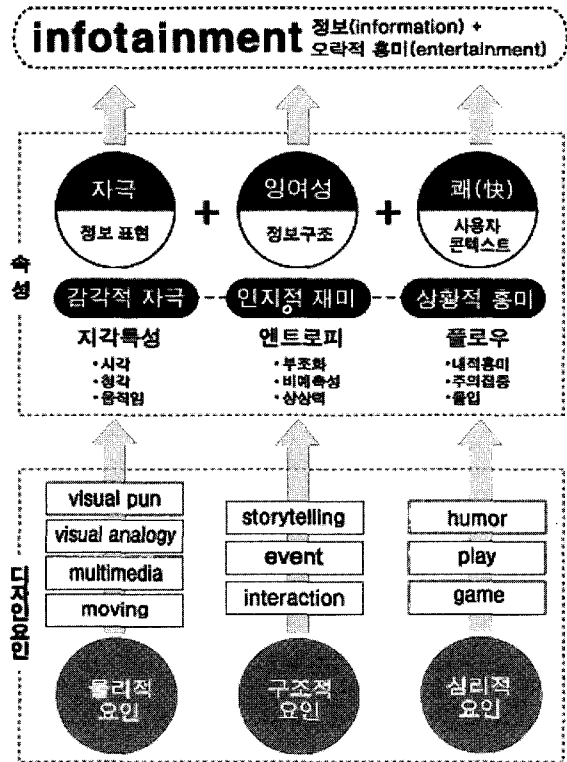 infotainment 정보(information) +
오락적 흥미(entertainment)
자극
정보 표현
+
잉여성
정보구조
+
쾌(快)
사용자
콘텍스트
속성
감각적 자극
인지적 재미
상황적 흥미
지각특성
• 시각
• 청각
• 움직임
엔트로피
• 부조화
• 비예측성
• 상상력
플로우
• 내적흥미
• 주의집중
• 몰입
디자인요인
visual pun
visual analogy
multimedia
moving
storytelling
event
interaction
humor
play
game
물리적
요인
구조적
요인
심리적
요인